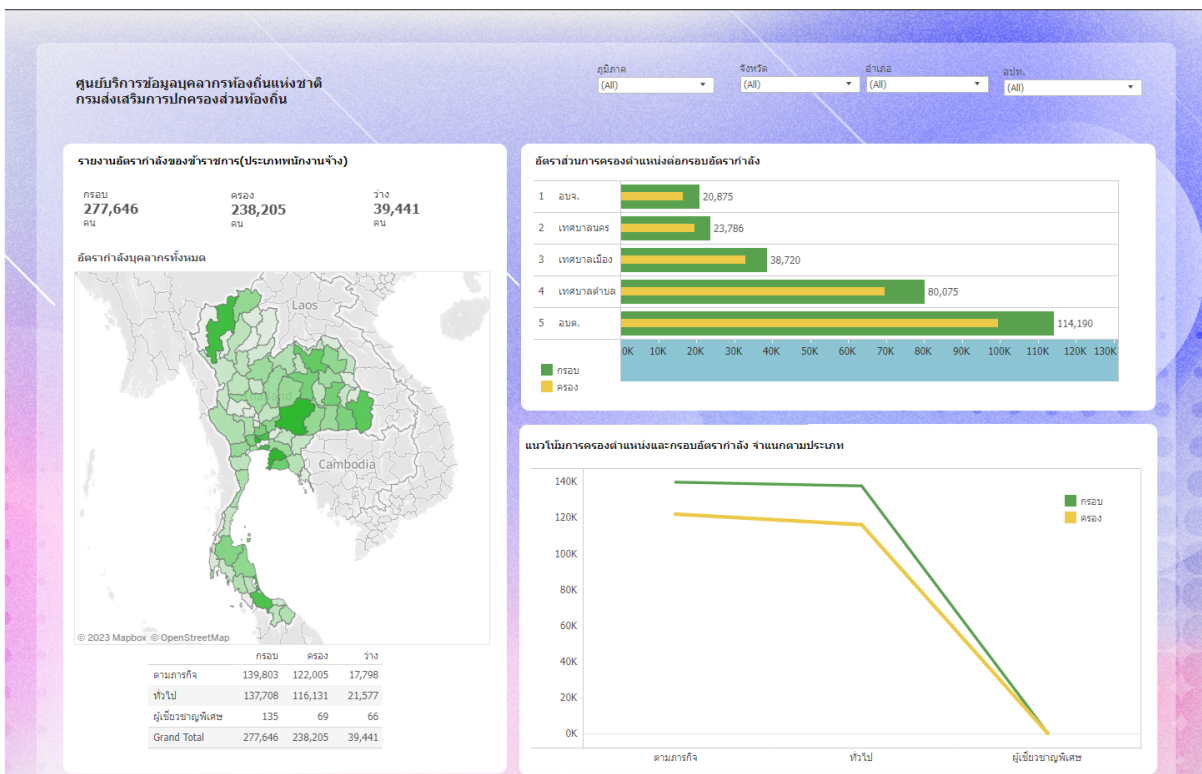 ศูนย์บริการข้อมูลบุคลากรท้องถิ่นแห่งชาติ
กรมส่งเสริมการปกครองส่วนท้องถิ่น
ภูมิภาค จังหวัด อำเภอ อปท.
(All) (All) (All) (All)
รายงานอัตรากำลังของข้าราชการ(ประเภทพนักงานจ้าง)
กรอบ ครอง ว่าง
277,646 238,205 39,441
คน คน คน
อัตรากำลังบุคลากรทั้งหมด
Laos
Cambodia
© 2023 Mapbox © OpenStreetMap
กรอบ ครอง ว่าง
ตามภารกิจ 139,803 122,005 17,798
ทั่วไป 137,708 116,131 21,577
ผู้เชี่ยวชาญพิเศษ 135 69 66
Grand Total 277,646 238,205 39,441
อัตราส่วนการครองตำแหน่งต่อกรอบอัตรากำลัง
1 อบจ. 20,875
2 เทศบาลนคร 23,786
3 เทศบาลเมือง 38,720
4 เทศบาลตำบล 80,075
5 อบต. 114,190
0K 10K 20K 30K 40K 50K 60K 70K 80K 90K 100K 110K 120K 130K
กรอบ
ครอง
แนวโน้มการครองตำแหน่งและกรอบอัตรากำลัง จำแนกตามประเภท
140K
120K
100K
80K
60K
40K
20K
0K
กรอบ
ครอง
ตามภารกิจ ทั่วไป ผู้เชี่ยวชาญพิเศษ